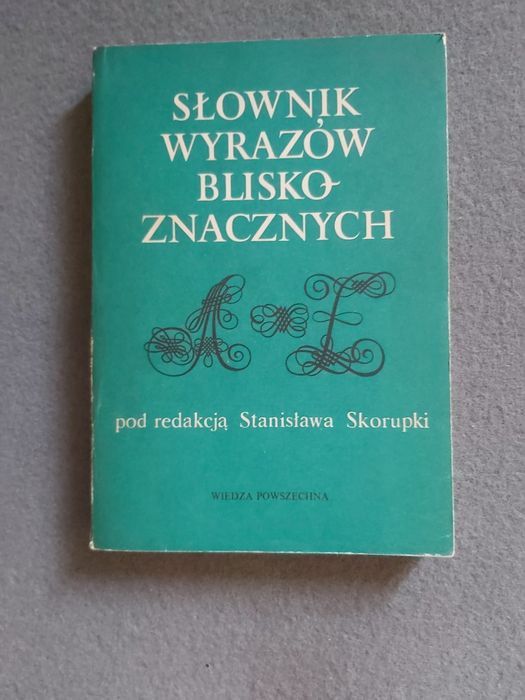 SŁOWNIK
WYRAZÓW
BLISKO-
ZNACZNYCH
A-Z
pod redakcją Stanisława Skorupki
WIEDZA POWSZECHNA